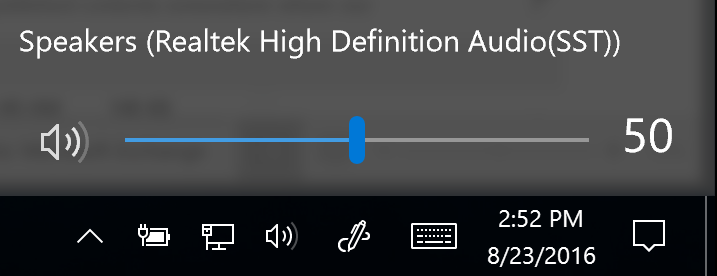 Speakers (Realtek High Definition Audio(SST))
50
2:52 PM
8/23/2016